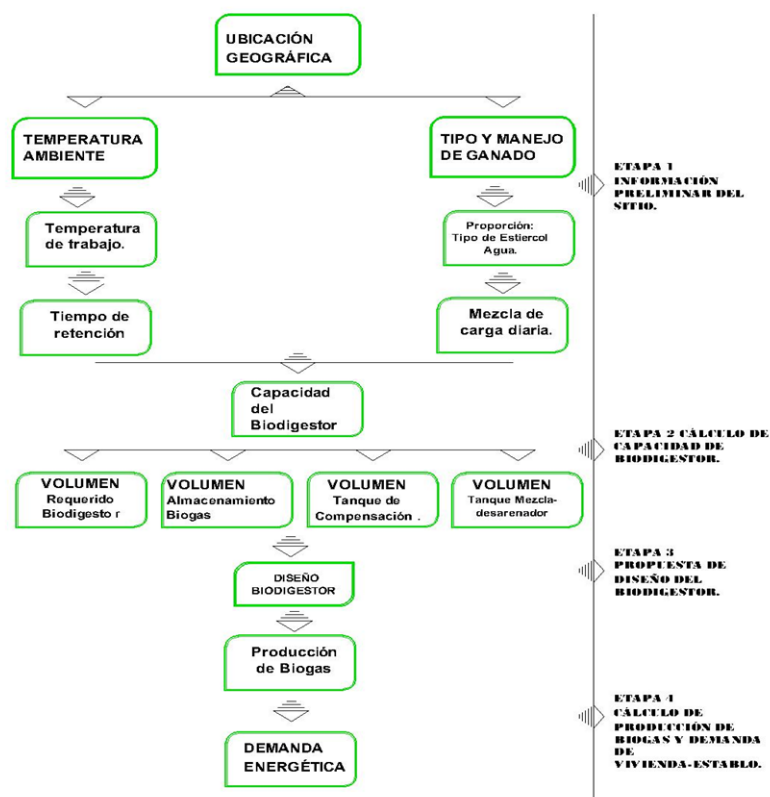 UBICACIÓN
GEOGRÁFICA
TEMPERATURA
AMBIENTE
TIPO Y MANEJO
DE GANADO
ETAPA 1
INFORMACIÓN
PRELIMINAR DEL
SITIO.
Temperatura
de trabajo.
Proporción:
Tipo de Estiercol
Agua.
Tiempo de
retención
Mezcla de
carga diaria.
Capacidad
del
Biodigestor
ETAPA 2 CÀLCULO DE
CAPACIDAD DE
BIODIGESTOR.
VOLUMEN
Requerido
Biodigesto r
VOLUMEN
Almacenamiento
Biogas
VOLUMEN
Tanque de
Compensación .
VOLUMEN
Tanque Mezcla-
desarenador
ETAPA 3
PROPUESTA DE
DISEÑO DEL
BIODIGESTOR.
DISEÑO
BIODIGESTOR
Producción
de Biogas
ETAPA 4
CÀLCULO DE
PRODUCCIÓN DE
BIOGAS Y DEMANDA
DE
VIVIENDA-ESTABLO.
DEMANDA
ENERGÉTICA